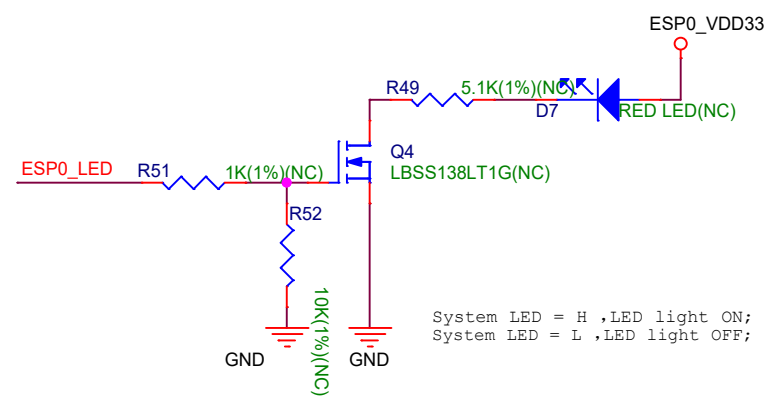 ESP0_VDD33
R49
5.1K(1%)(NC)
D7
RED LED(NC)
Q4
LBSS138LT1G(NC)
ESP0_LED
R51
1K(1%)(NC)
R52
10K(1%)(NC)
GND
GND
System LED = H ,LED light ON;
System LED = L ,LED light OFF;